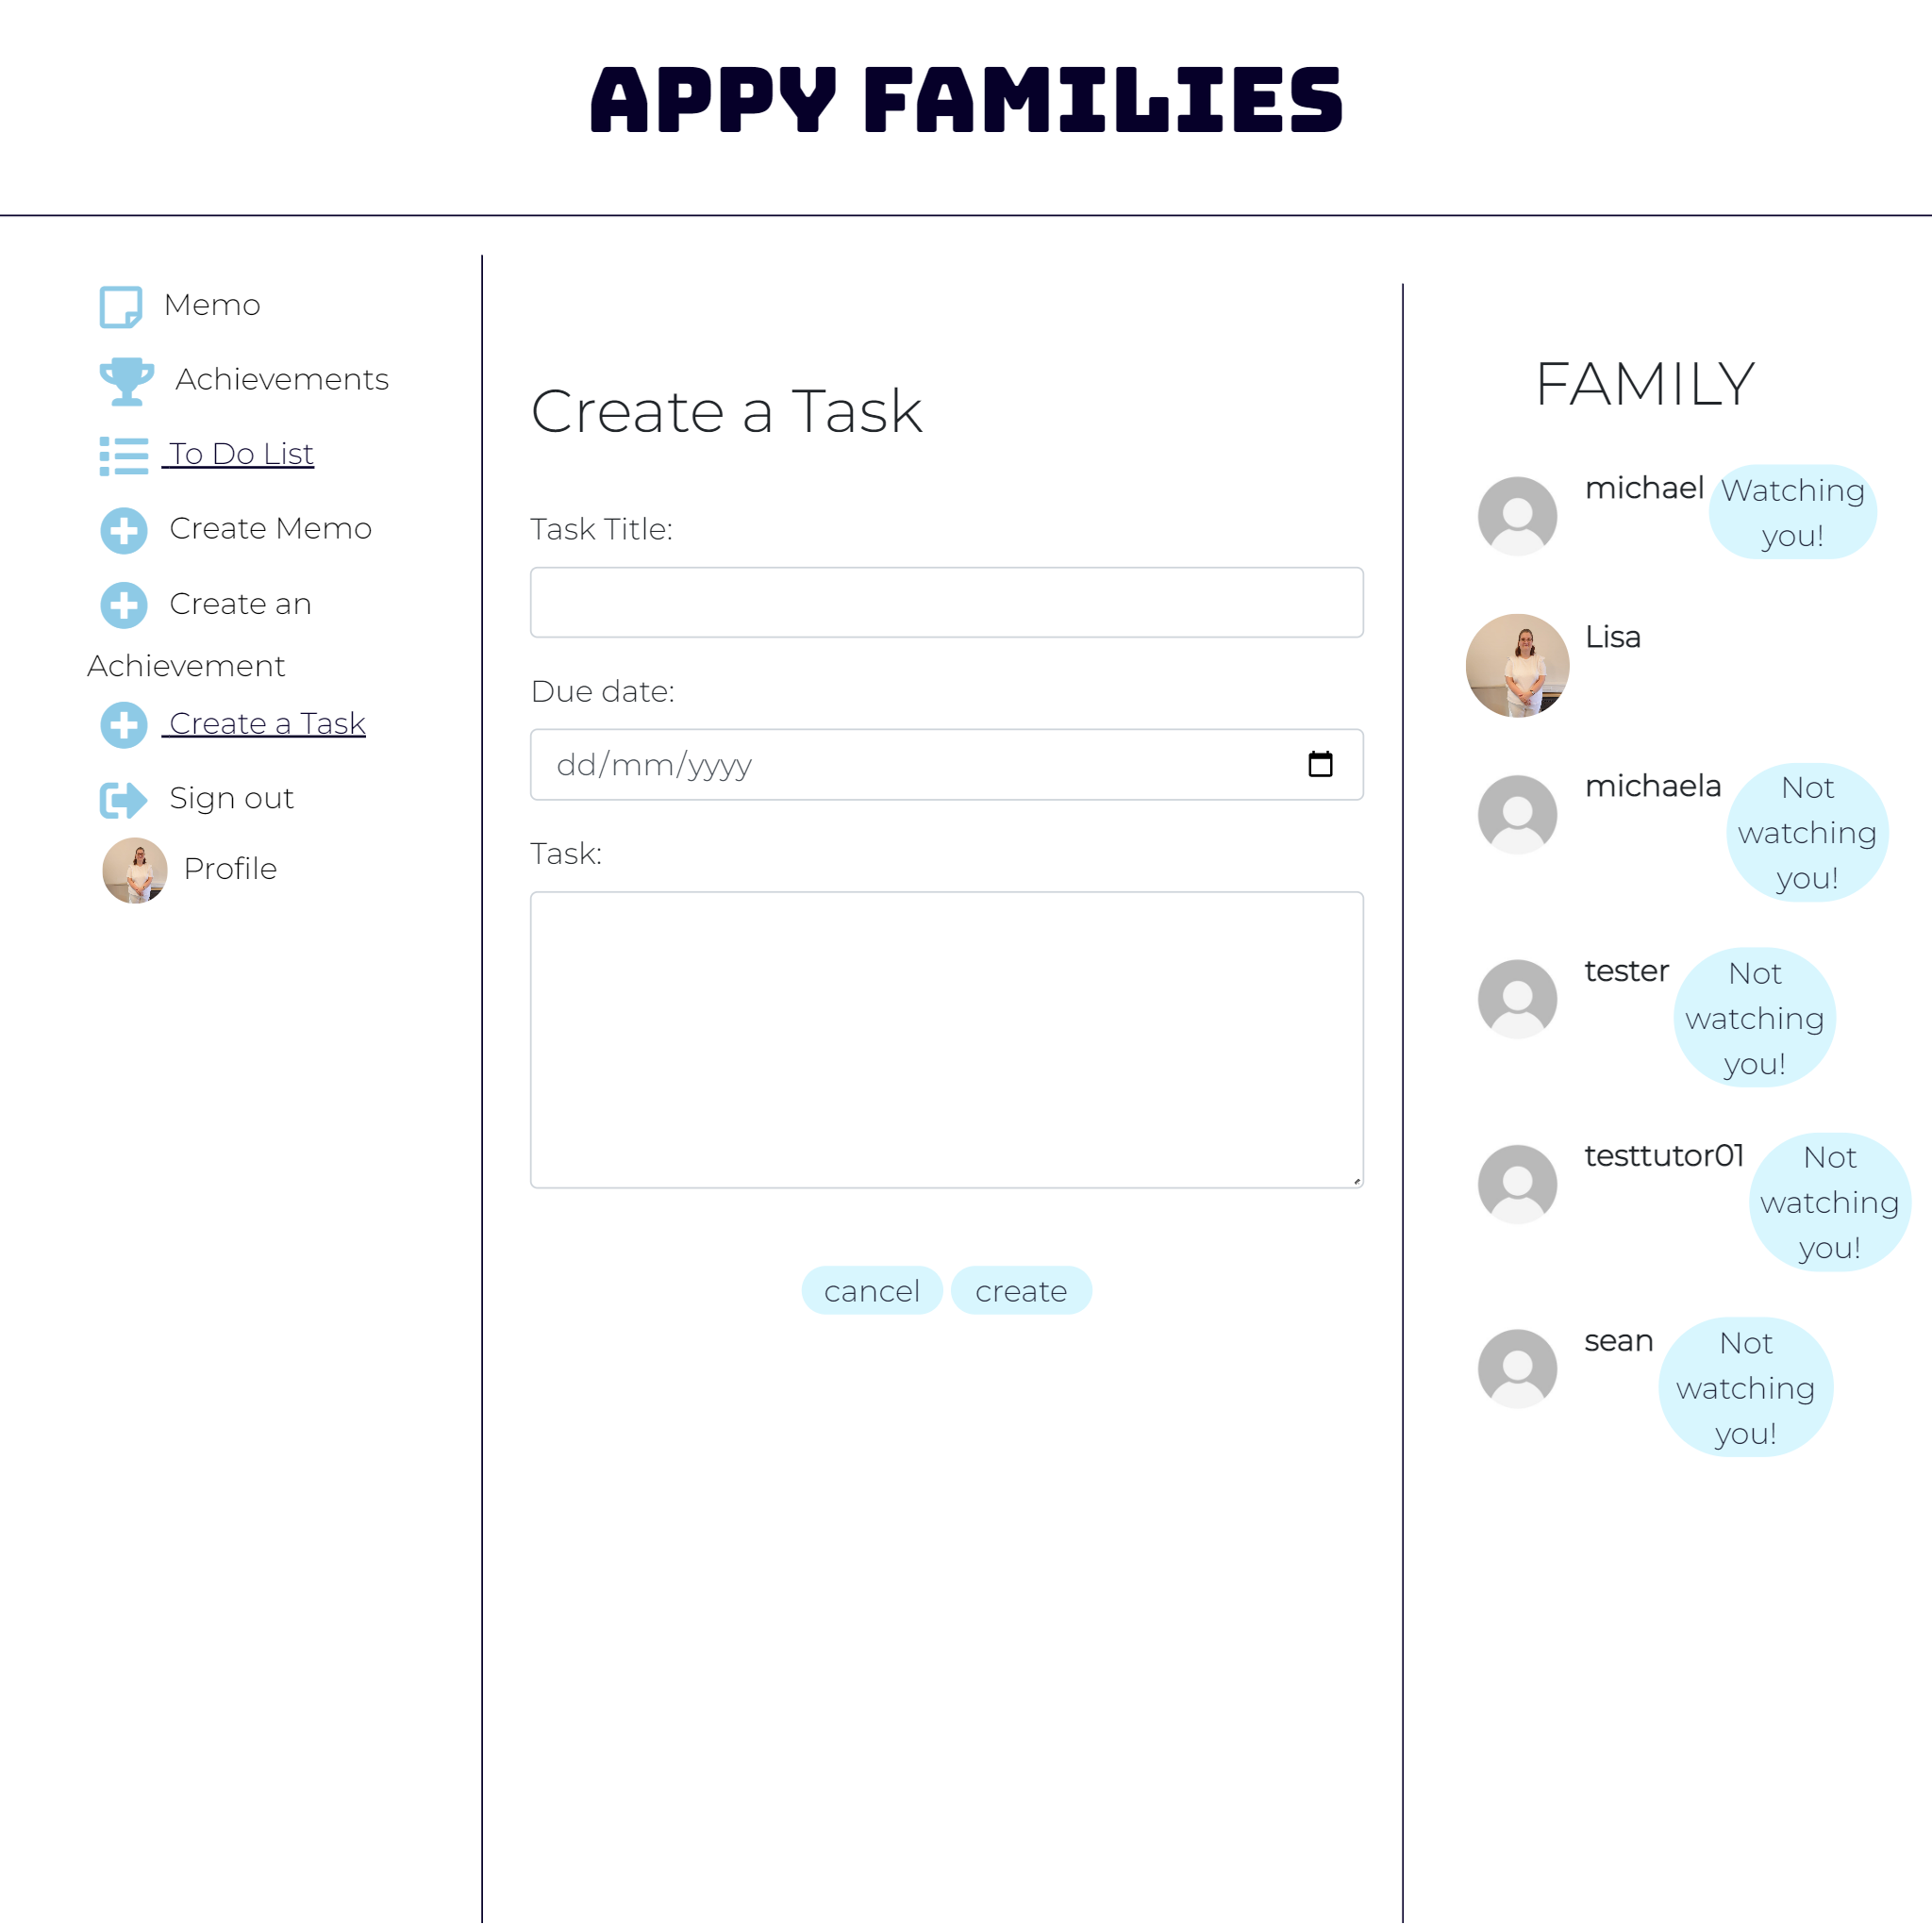 APPY FAMILIES
Memo
Achievements
To Do List
Create Memo
Create an
Achievement
Create a Task
Sign out
Profile
Create a Task
Task Title:
Due date:
dd/mm/yyyy
Task:
cancel
create
FAMILY
michael
Watching
you!
Lisa
michaela
Not
watching
you!
tester
Not
watching
you!
testtutor01
Not
watching
you!
sean
Not
watching
you!